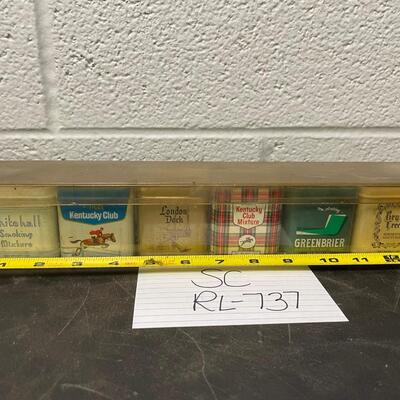 Whitehall
Smoking
Mixture
Kentucky Club
London
Dock
Kentucky
Club
Mixture
GREENBRIER
1 2 3 4 5 6 7 8 9 10 11
SC
RL-737